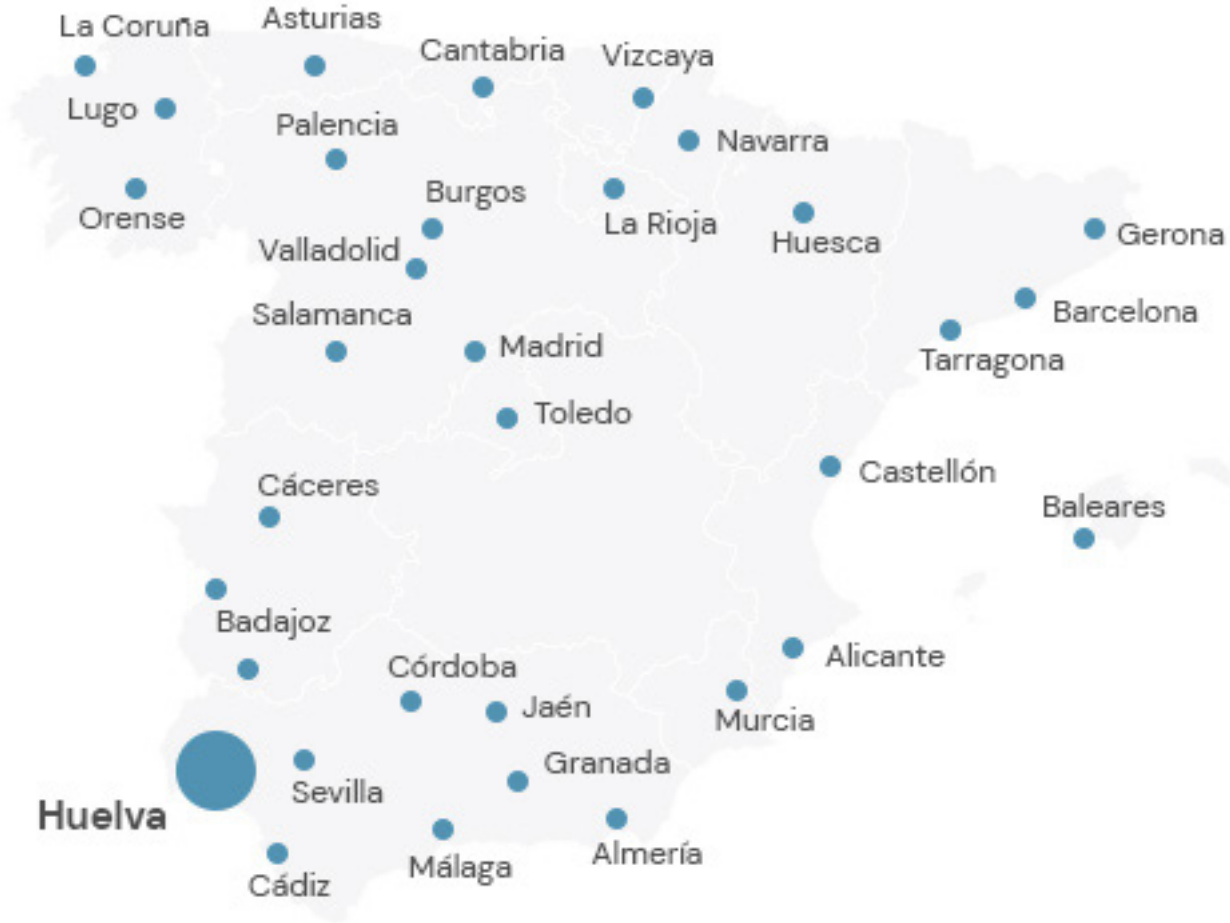 Asturias
La Coruña
Cantabria
Vizcaya
Lugo
Palencia
Navarra
Burgos
Orense
La Rioja
Gerona
Huesca
Valladolid
Barcelona
Salamanca
Madrid
Tarragona
Toledo
Castellón
Cáceres
Baleares
Badajoz
Alicante
Córdoba
Jaén
Murcia
Granada
Sevilla
Huelva
Almería
Málaga
Cádiz